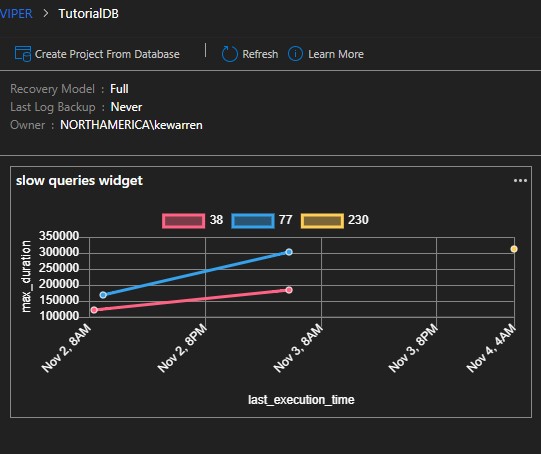 VIPER > TutorialDB
Create Project From Database | Refresh Learn More
Recovery Model : Full
Last Log Backup : Never
Owner : NORTHAMERICA\kewarren
slow queries widget ...
38 77 230
max_duration
350000
300000
250000
200000
150000
100000
Nov 2, 8AM
Nov 2, 8PM
Nov 3, 8AM
Nov 3, 8PM
Nov 4, 4AM
last_execution_time